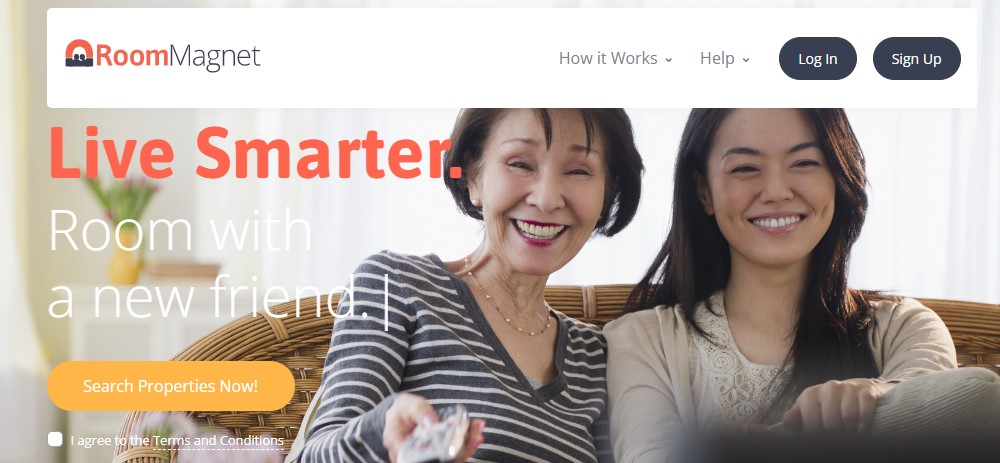 RoomMagnet
How it Works
Help
Log In
Sign Up
Live Smarter.
Room with
a new friend.|
Search Properties Now!
I agree to the Terms and Conditions